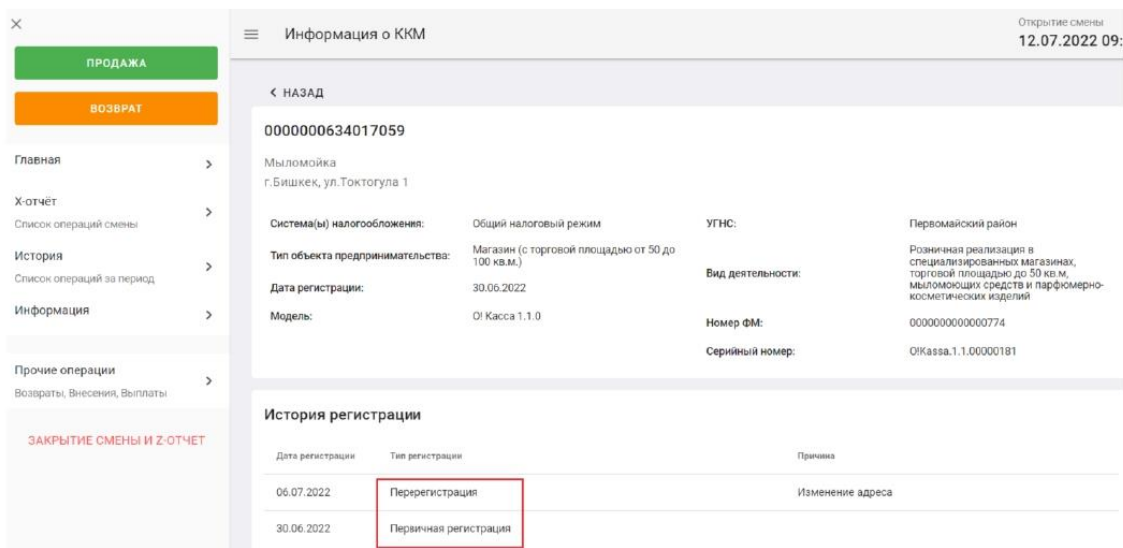 ПРОДАЖА
ВОЗВРАТ
Главная
X-отчёт
Список операций смены
История
Список операций за период
Информация
Прочие операции
Возвраты, Внесения, Выплаты
ЗАКРЫТИЕ СМЕНЫ И Z-ОТЧЕТ
Информация о ККМ
Открытие смены
12.07.2022 09:
НАЗАД
0000000634017059
Мыломойка
г.Бишкек, ул.Токтогула 1
Система(ы) налогообложения: Общий налоговый режим
Тип объекта предпринимательства: Магазин (с торговой площадью от 50 до
100 кв.м.)
Дата регистрации: 30.06.2022
Модель: O! Касса 1.1.0
УГНС: Первомайский район
Вид деятельности: Розничная реализация в
специализированных магазинах,
торговой площадью до 50 кв.м,
мыломоющих средств и парфюмерно-
косметических изделий
Номер ФМ: 0000000000000774
Серийный номер: O!Kassa.1.1.00000181
История регистрации
Дата регистрации Тип регистрации Причина
06.07.2022 Перерегистрация Изменение адреса
30.06.2022 Первичная регистрация